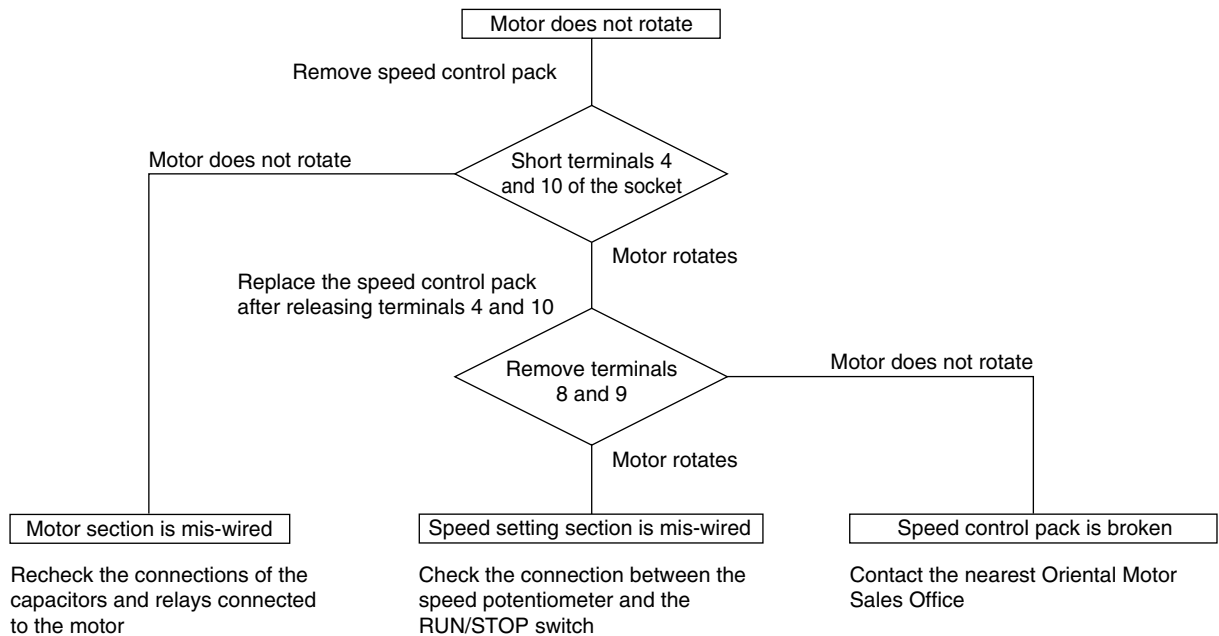 Motor does not rotate
Remove speed control pack
Motor does not rotate
Short terminals 4
and 10 of the socket
Motor rotates
Replace the speed control pack
after releasing terminals 4 and 10
Remove terminals
8 and 9
Motor does not rotate
Motor rotates
Motor section is mis-wired
Recheck the connections of the
capacitors and relays connected
to the motor
Speed setting section is mis-wired
Check the connection between the
speed potentiometer and the
RUN/STOP switch
Speed control pack is broken
Contact the nearest Oriental Motor
Sales Office